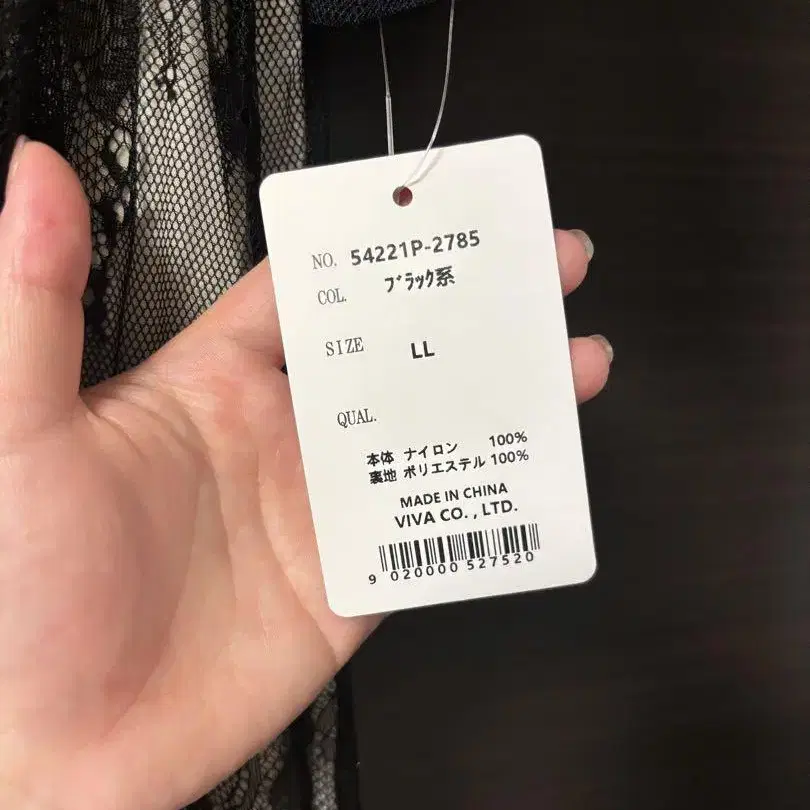 NO. 54221P-2785
COL. ブラック系
SIZE LL
QUAL.
本体 ナイロン 100%
裏地 ポリエステル 100%
MADE IN CHINA
VIVA CO. , LTD.
9 020000 527520